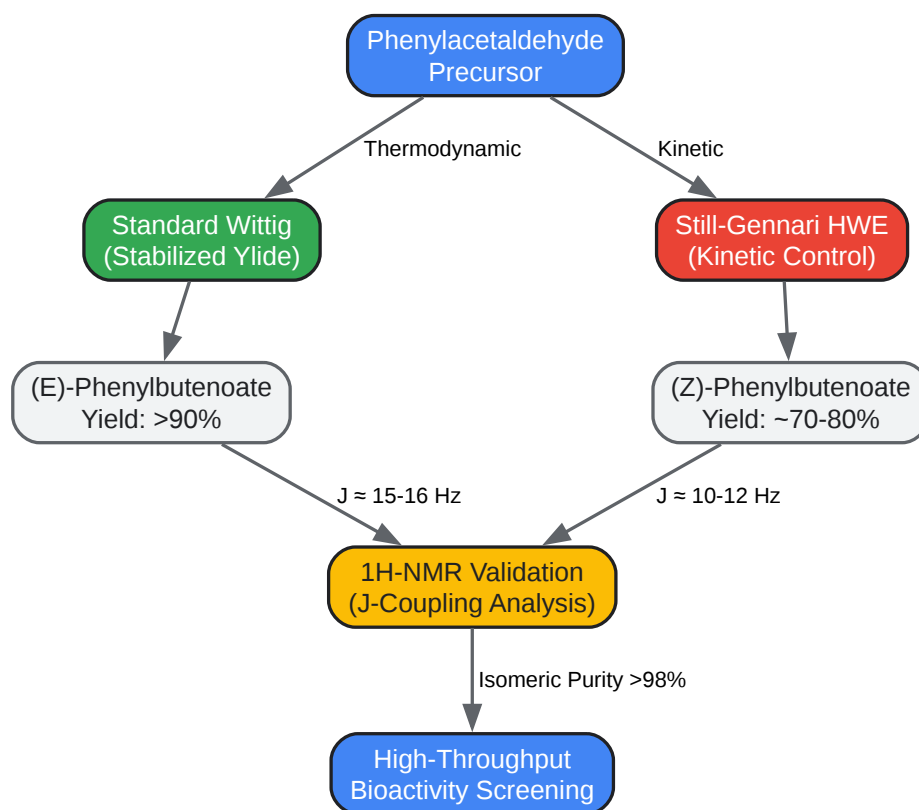 Phenylacetaldehyde
Precursor
Thermodynamic
Kinetic
Standard Wittig
(Stabilized Ylide)
Still-Gennari HWE
(Kinetic Control)
(E)-Phenylbutenoate
Yield: >90%
(Z)-Phenylbutenoate
Yield: ~70-80%
J ≈ 15-16 Hz
J ≈ 10-12 Hz
1H-NMR Validation
(J-Coupling Analysis)
Isomeric Purity >98%
High-Throughput
Bioactivity Screening